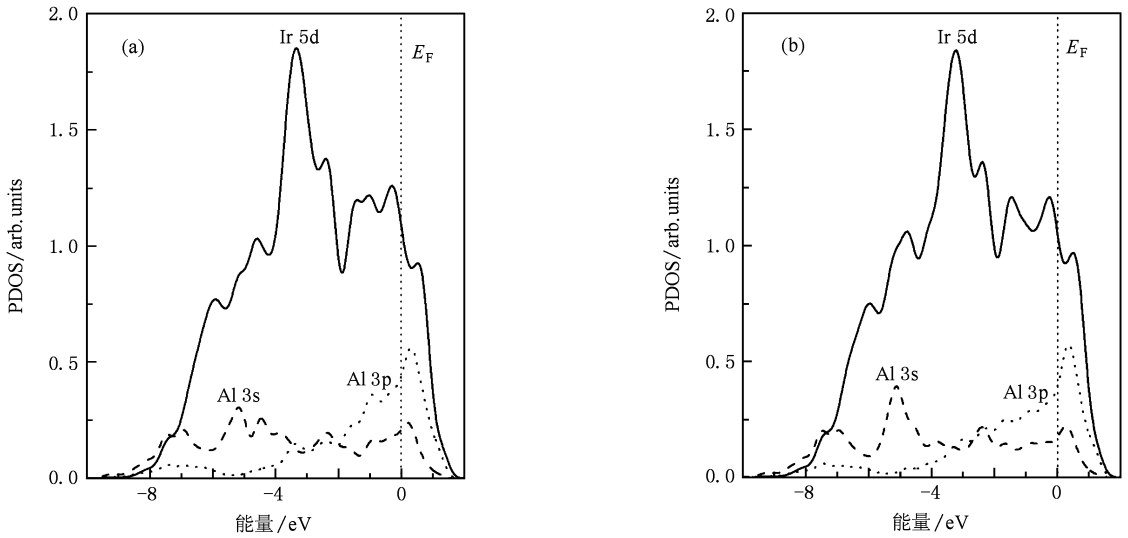 2.0
(a)
Ir 5d
E_F
1.5
PDOS/arb.units
1.0
0.5
Al 3s
Al 3p
0.0
-8
-4
0
能量/eV
2.0
(b)
Ir 5d
E_F
1.5
PDOS/arb.units
1.0
0.5
Al 3s
Al 3p
0.0
-8
-4
0
能量/eV